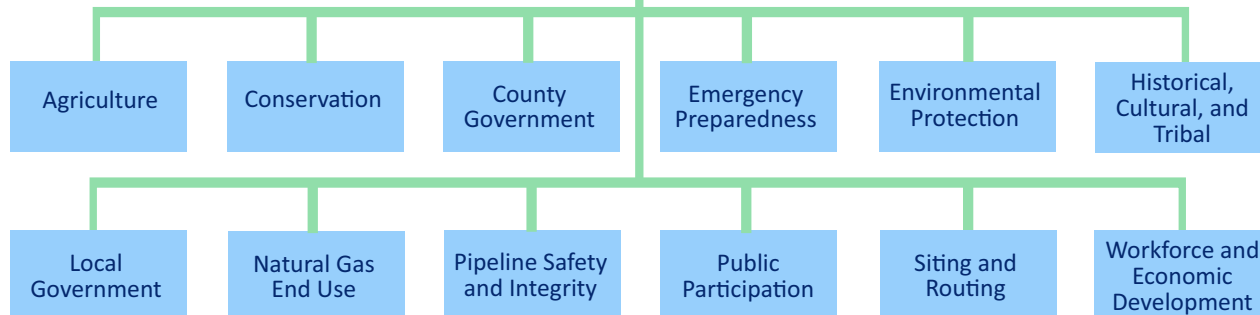 Agriculture
Conservation
County
Government
Emergency
Preparedness
Environmental
Protection
Historical,
Cultural, and
Tribal
Local
Government
Natural Gas
End Use
Pipeline Safety
and Integrity
Public
Participation
Siting and
Routing
Workforce and
Economic
Development